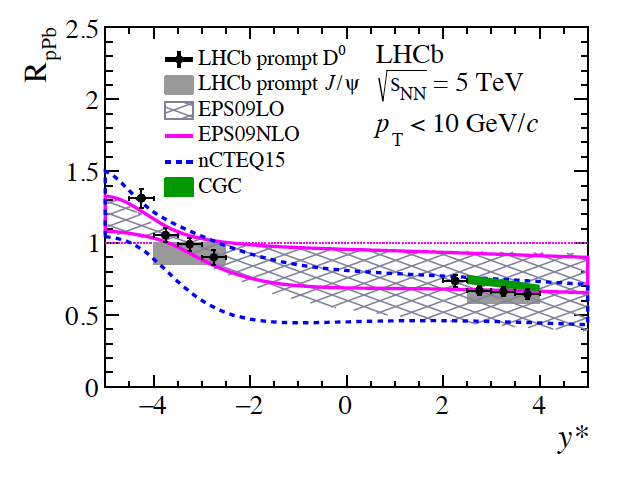 R_pPb
2.5
2
1.5
1
0.5
0
LHCb prompt D^0
LHCb prompt J/ψ
EPS09LO
EPS09NLO
nCTEQ15
CGC
LHCb
√s_NN = 5 TeV
p_T < 10 GeV/c
−4
−2
0
2
4
y*